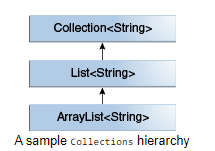 Collection<String>
List<String>
ArrayList<String>
A sample Collections hierarchy